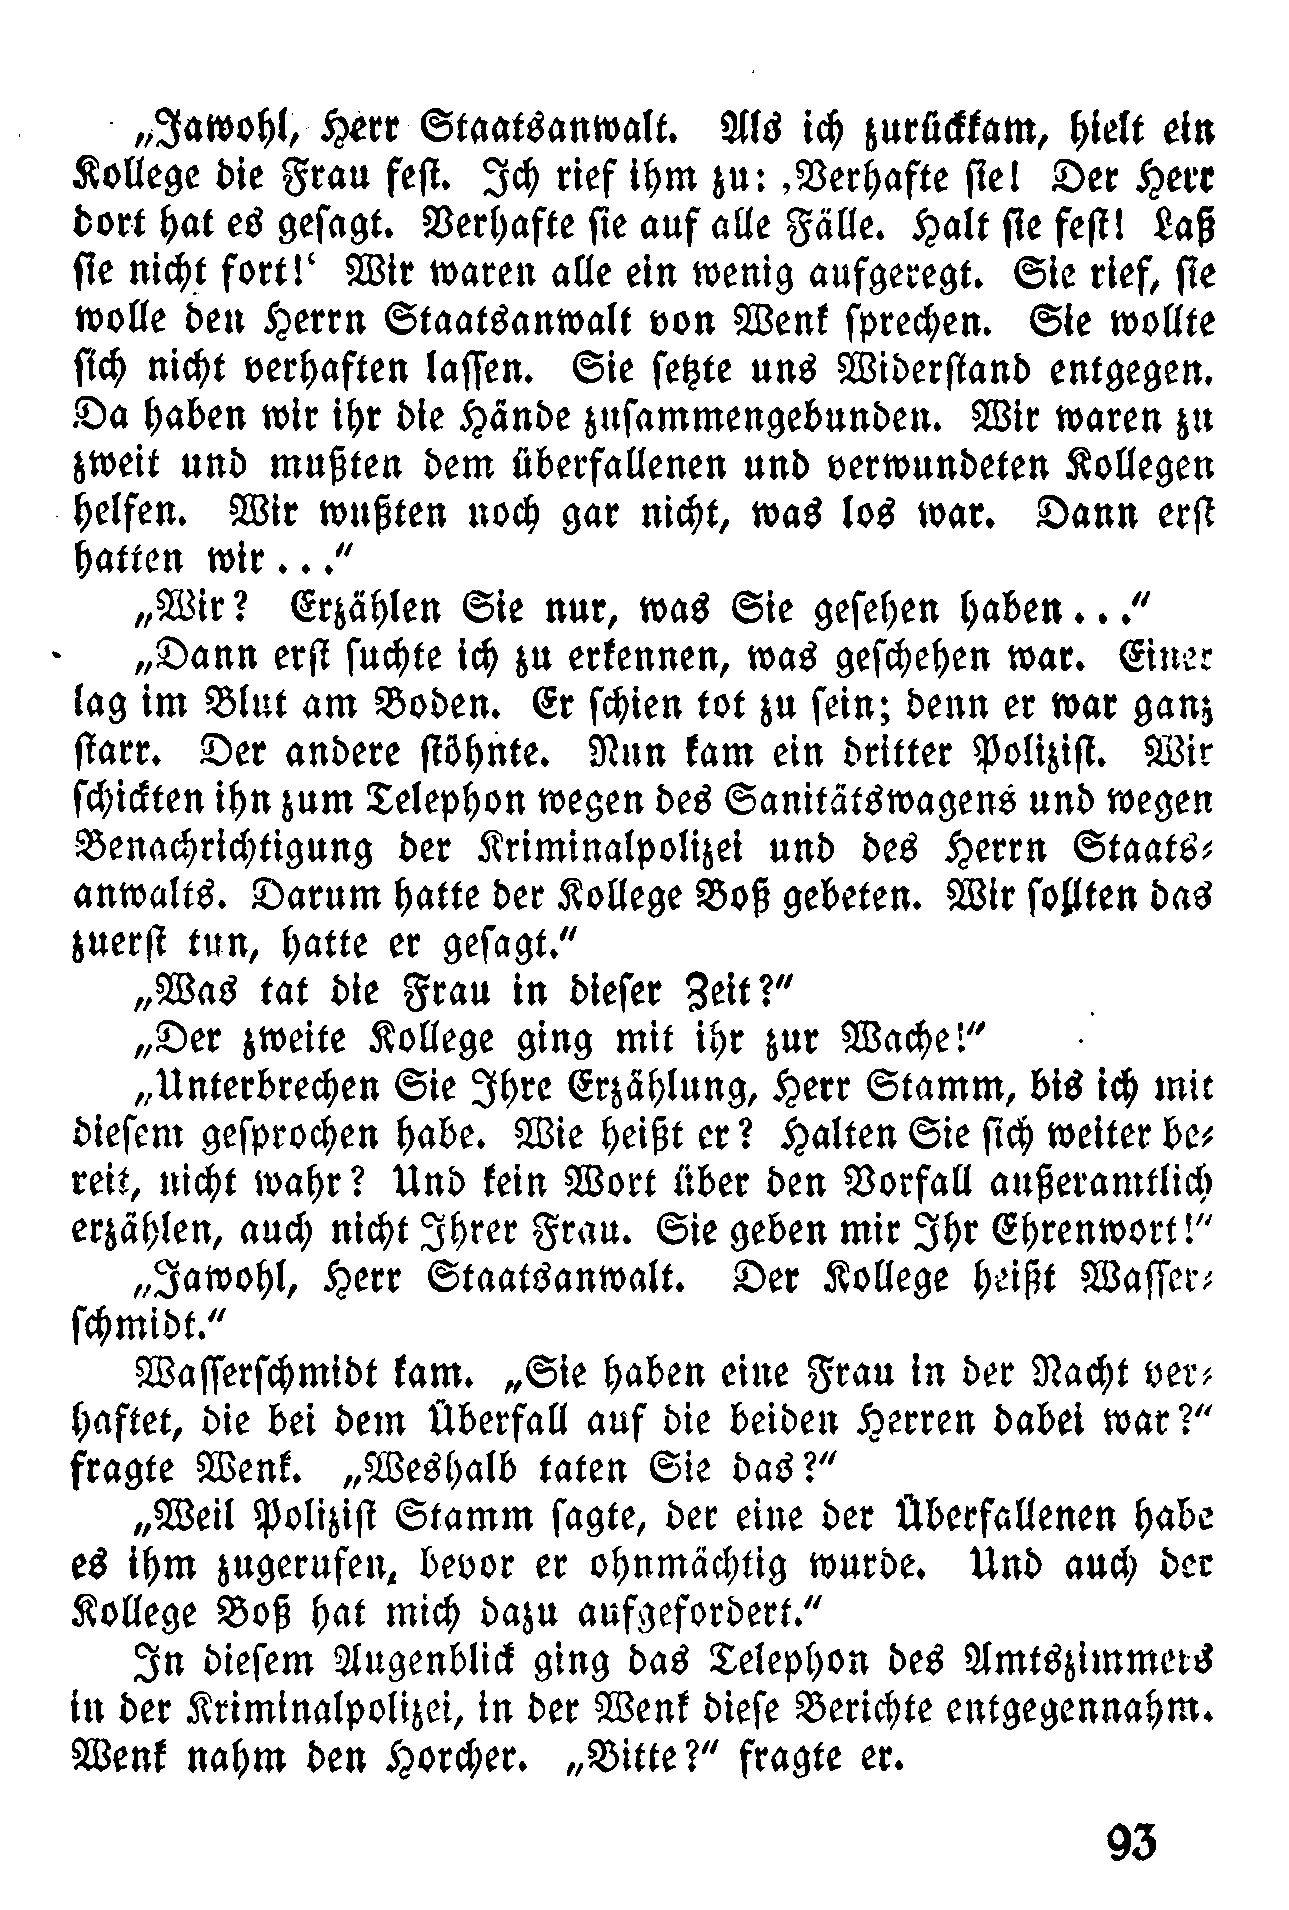 „Jawohl, Herr Staatsanwalt. Als ich zurückkam, hielt ein
Kollege die Frau fest. Ich rief ihm zu: ‚Verhafte sie! Der Herr
dort hat es gesagt. Verhafte sie auf alle Fälle. Halt sie fest! Laß
sie nicht fort!‘ Wir waren alle ein wenig aufgeregt. Sie rief, sie
wolle den Herrn Staatsanwalt von Wenk sprechen. Sie wollte
sich nicht verhaften lassen. Sie setzte uns Widerstand entgegen.
Da haben wir ihr die Hände zusammengebunden. Wir waren zu
zweit und mußten dem überfallenen und verwundeten Kollegen
helfen. Wir wußten noch gar nicht, was los war. Dann erst
hatten wir . . .“
„Wir? Erzählen Sie nur, was Sie gesehen haben . . .“
„Dann erst suchte ich zu erkennen, was geschehen war. Einer
lag im Blut am Boden. Er schien tot zu sein; denn er war ganz
starr. Der andere stöhnte. Nun kam ein dritter Polizist. Wir
schickten ihn zum Telephon wegen des Sanitätswagens und wegen
Benachrichtigung der Kriminalpolizei und des Herrn Staats-
anwalts. Darum hatte der Kollege Boß gebeten. Wir sollten das
zuerst tun, hatte er gesagt.“
„Was tat die Frau in dieser Zeit?“
„Der zweite Kollege ging mit ihr zur Wache!“
„Unterbrechen Sie Ihre Erzählung, Herr Stamm, bis ich mit
diesem gesprochen habe. Wie heißt er? Halten Sie sich weiter be-
reit, nicht wahr? Und kein Wort über den Vorfall außeramtlich
erzählen, auch nicht Ihrer Frau. Sie geben mir Ihr Ehrenwort!“
„Jawohl, Herr Staatsanwalt. Der Kollege heißt Wasser-
schmidt.“
Wasserschmidt kam. „Sie haben eine Frau in der Nacht ver-
haftet, die bei dem Überfall auf die beiden Herren dabei war?“
fragte Wenk. „Weshalb taten Sie das?“
„Weil Polizist Stamm sagte, der eine der Überfallenen habe
es ihm zugerufen, bevor er ohnmächtig wurde. Und auch der
Kollege Boß hat mich dazu aufgefordert.“
In diesem Augenblick ging das Telephon des Amtszimmers
in der Kriminalpolizei, in der Wenk diese Berichte entgegennahm.
Wenk nahm den Horcher. „Bitte?“ fragte er.
93